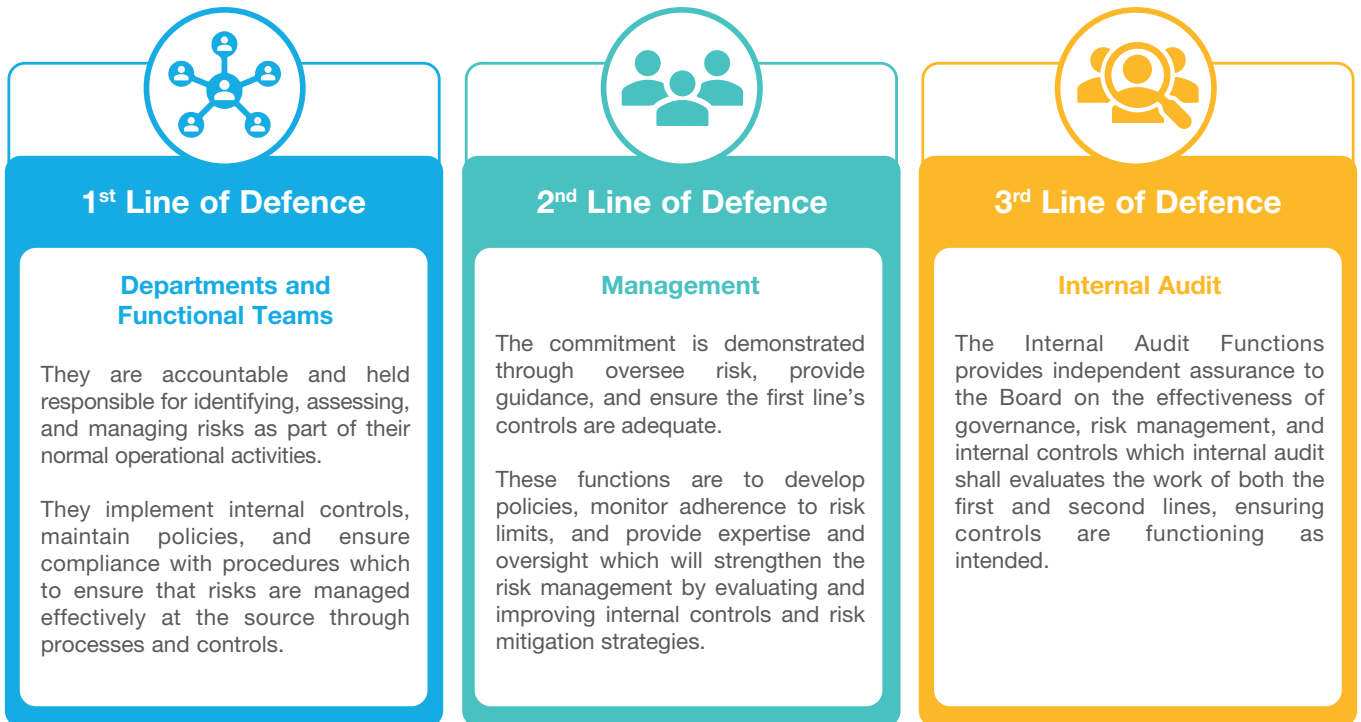 1st Line of Defence
Departments and
Functional Teams
They are accountable and held
responsible for identifying, assessing,
and managing risks as part of their
normal operational activities.
They implement internal controls,
maintain policies, and ensure
compliance with procedures which
to ensure that risks are managed
effectively at the source through
processes and controls.
2nd Line of Defence
Management
The commitment is demonstrated
through oversee risk, provide
guidance, and ensure the first line’s
controls are adequate.
These functions are to develop
policies, monitor adherence to risk
limits, and provide expertise and
oversight which will strengthen the
risk management by evaluating and
improving internal controls and risk
mitigation strategies.
3rd Line of Defence
Internal Audit
The Internal Audit Functions
provides independent assurance to
the Board on the effectiveness of
governance, risk management, and
internal controls which internal audit
shall evaluates the work of both the
first and second lines, ensuring
controls are functioning as
intended.